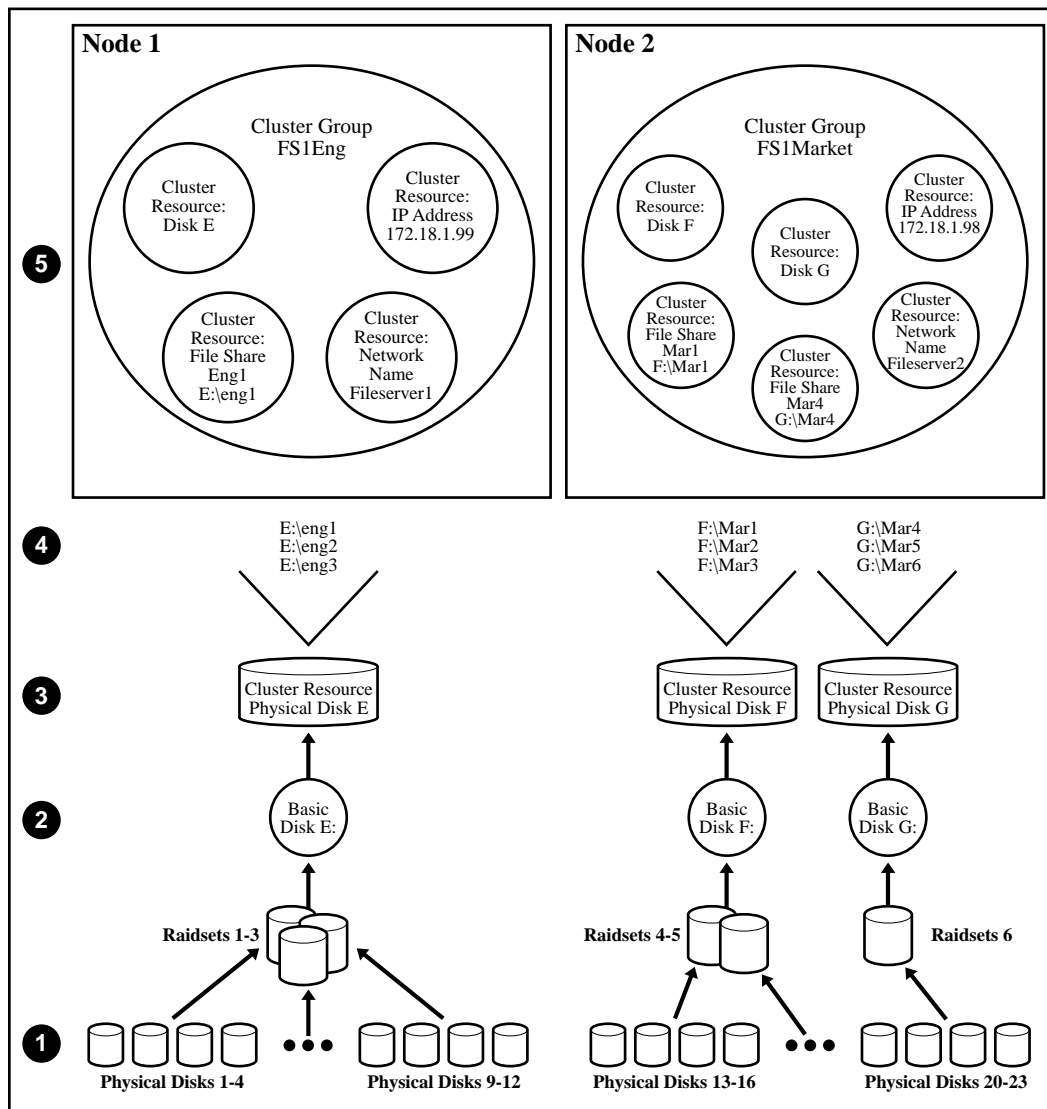 Node 1
Cluster Group
FS1Eng
Cluster
Resource:
Disk E
Cluster
Resource:
IP Address
172.18.1.99
Cluster
Resource:
File Share
Eng1
E:\eng1
Cluster
Resource:
Network
Name
Fileserver1
Node 2
Cluster Group
FS1Market
Cluster
Resource:
Disk F
Cluster
Resource:
Disk G
Cluster
Resource:
IP Address
172.18.1.98
Cluster
Resource:
File Share
Mar1
F:\Mar1
Cluster
Resource:
File Share
Mar4
G:\Mar4
Cluster
Resource:
Network
Name
Fileserver2
5
4
E:\eng1
E:\eng2
E:\eng3
F:\Mar1
F:\Mar2
F:\Mar3
G:\Mar4
G:\Mar5
G:\Mar6
3
Cluster Resource
Physical Disk E
Cluster Resource
Physical Disk F
Cluster Resource
Physical Disk G
2
Basic
Disk E:
Basic
Disk F:
Basic
Disk G:
Raidsets 1-3
Raidsets 4-5
Raidsets 6
1
Physical Disks 1-4
Physical Disks 9-12
Physical Disks 13-16
Physical Disks 20-23